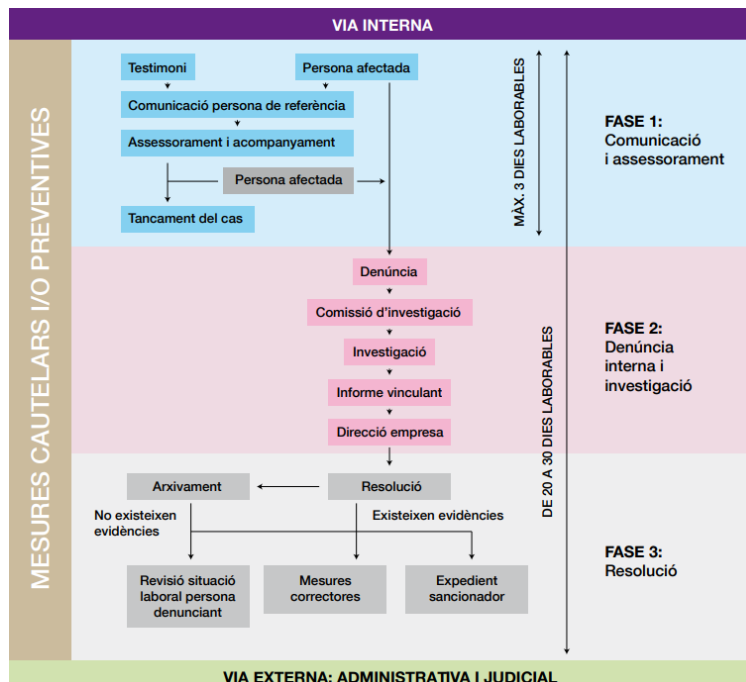 VIA INTERNA
MESURES CAUTELARS I/O PREVENTIVES
Testimoni
Persona afectada
Comunicació persona de referència
Assessorament i acompanyament
Persona afectada
Tancament del cas
MÀX. 3 DIES LABORABLES
FASE 1:
Comunicació
i assessorament
Denúncia
Comissió d'investigació
Investigació
Informe vinculant
Direcció empresa
DE 20 A 30 DIES LABORABLES
FASE 2:
Denúncia
interna i
investigació
Arxivament
Resolució
No existeixen
evidències
Existeixen evidències
Revisió situació
laboral persona
denunciant
Mesures
correctores
Expedient
sancionador
FASE 3:
Resolució
VIA EXTERNA: ADMINISTRATIVA I JUDICIAL